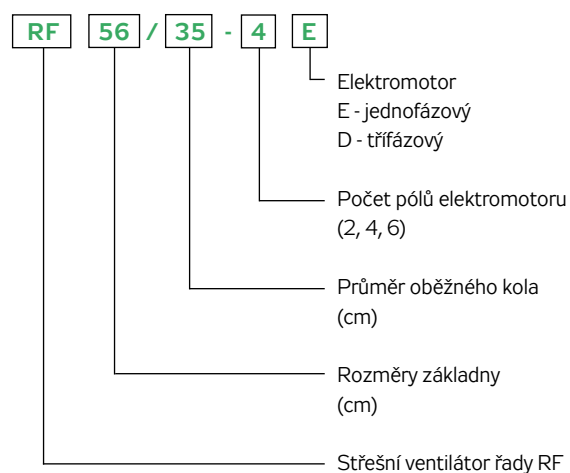 RF 56 / 35 - 4 E
Elektromotor
E - jednofázový
D - třífázový
Počet pólů elektromotoru
(2, 4, 6)
Průměr oběžného kola
(cm)
Rozměry základny
(cm)
Střešní ventilátor řady RF